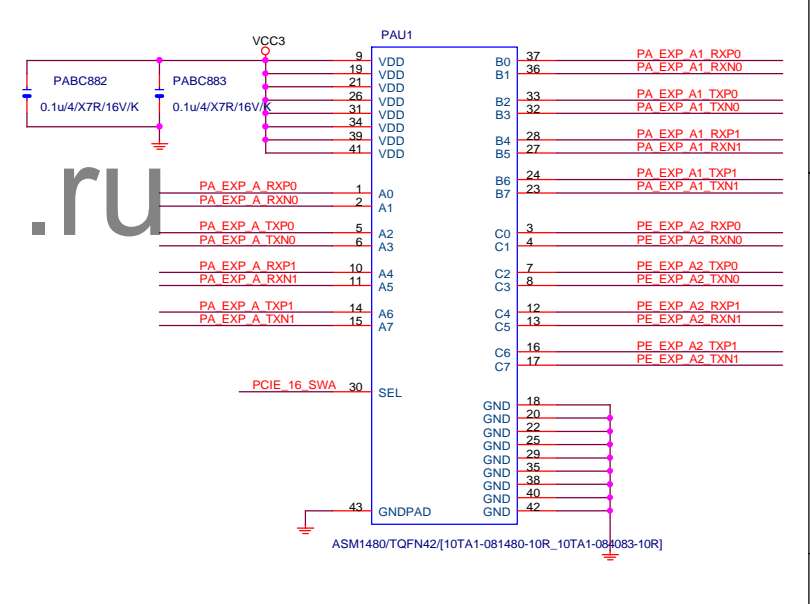 PAU1
VCC3
PABC882
0.1u/4/X7R/16V/K
PABC883
0.1u/4/X7R/16V/K
.ru
9 VDD
19 VDD
21 VDD
26 VDD
31 VDD
34 VDD
39 VDD
41 VDD
PA_EXP_A_RXP0 1 A0
PA_EXP_A_RXN0 2 A1
PA_EXP_A_TXP0 5 A2
PA_EXP_A_TXN0 6 A3
PA_EXP_A_RXP1 10 A4
PA_EXP_A_RXN1 11 A5
PA_EXP_A_TXP1 14 A6
PA_EXP_A_TXN1 15 A7
PCIE_16_SWA 30 SEL
43 GNDPAD
B0 37 PA_EXP_A1_RXP0
B1 36 PA_EXP_A1_RXN0
B2 33 PA_EXP_A1_TXP0
B3 32 PA_EXP_A1_TXN0
B4 28 PA_EXP_A1_RXP1
B5 27 PA_EXP_A1_RXN1
B6 24 PA_EXP_A1_TXP1
B7 23 PA_EXP_A1_TXN1
C0 3 PE_EXP_A2_RXP0
C1 4 PE_EXP_A2_RXN0
C2 7 PE_EXP_A2_TXP0
C3 8 PE_EXP_A2_TXN0
C4 12 PE_EXP_A2_RXP1
C5 13 PE_EXP_A2_RXN1
C6 16 PE_EXP_A2_TXP1
C7 17 PE_EXP_A2_TXN1
GND 18
GND 20
GND 22
GND 25
GND 29
GND 35
GND 38
GND 40
GND 42
ASM1480/TQFN42/[10TA1-081480-10R_10TA1-084083-10R]